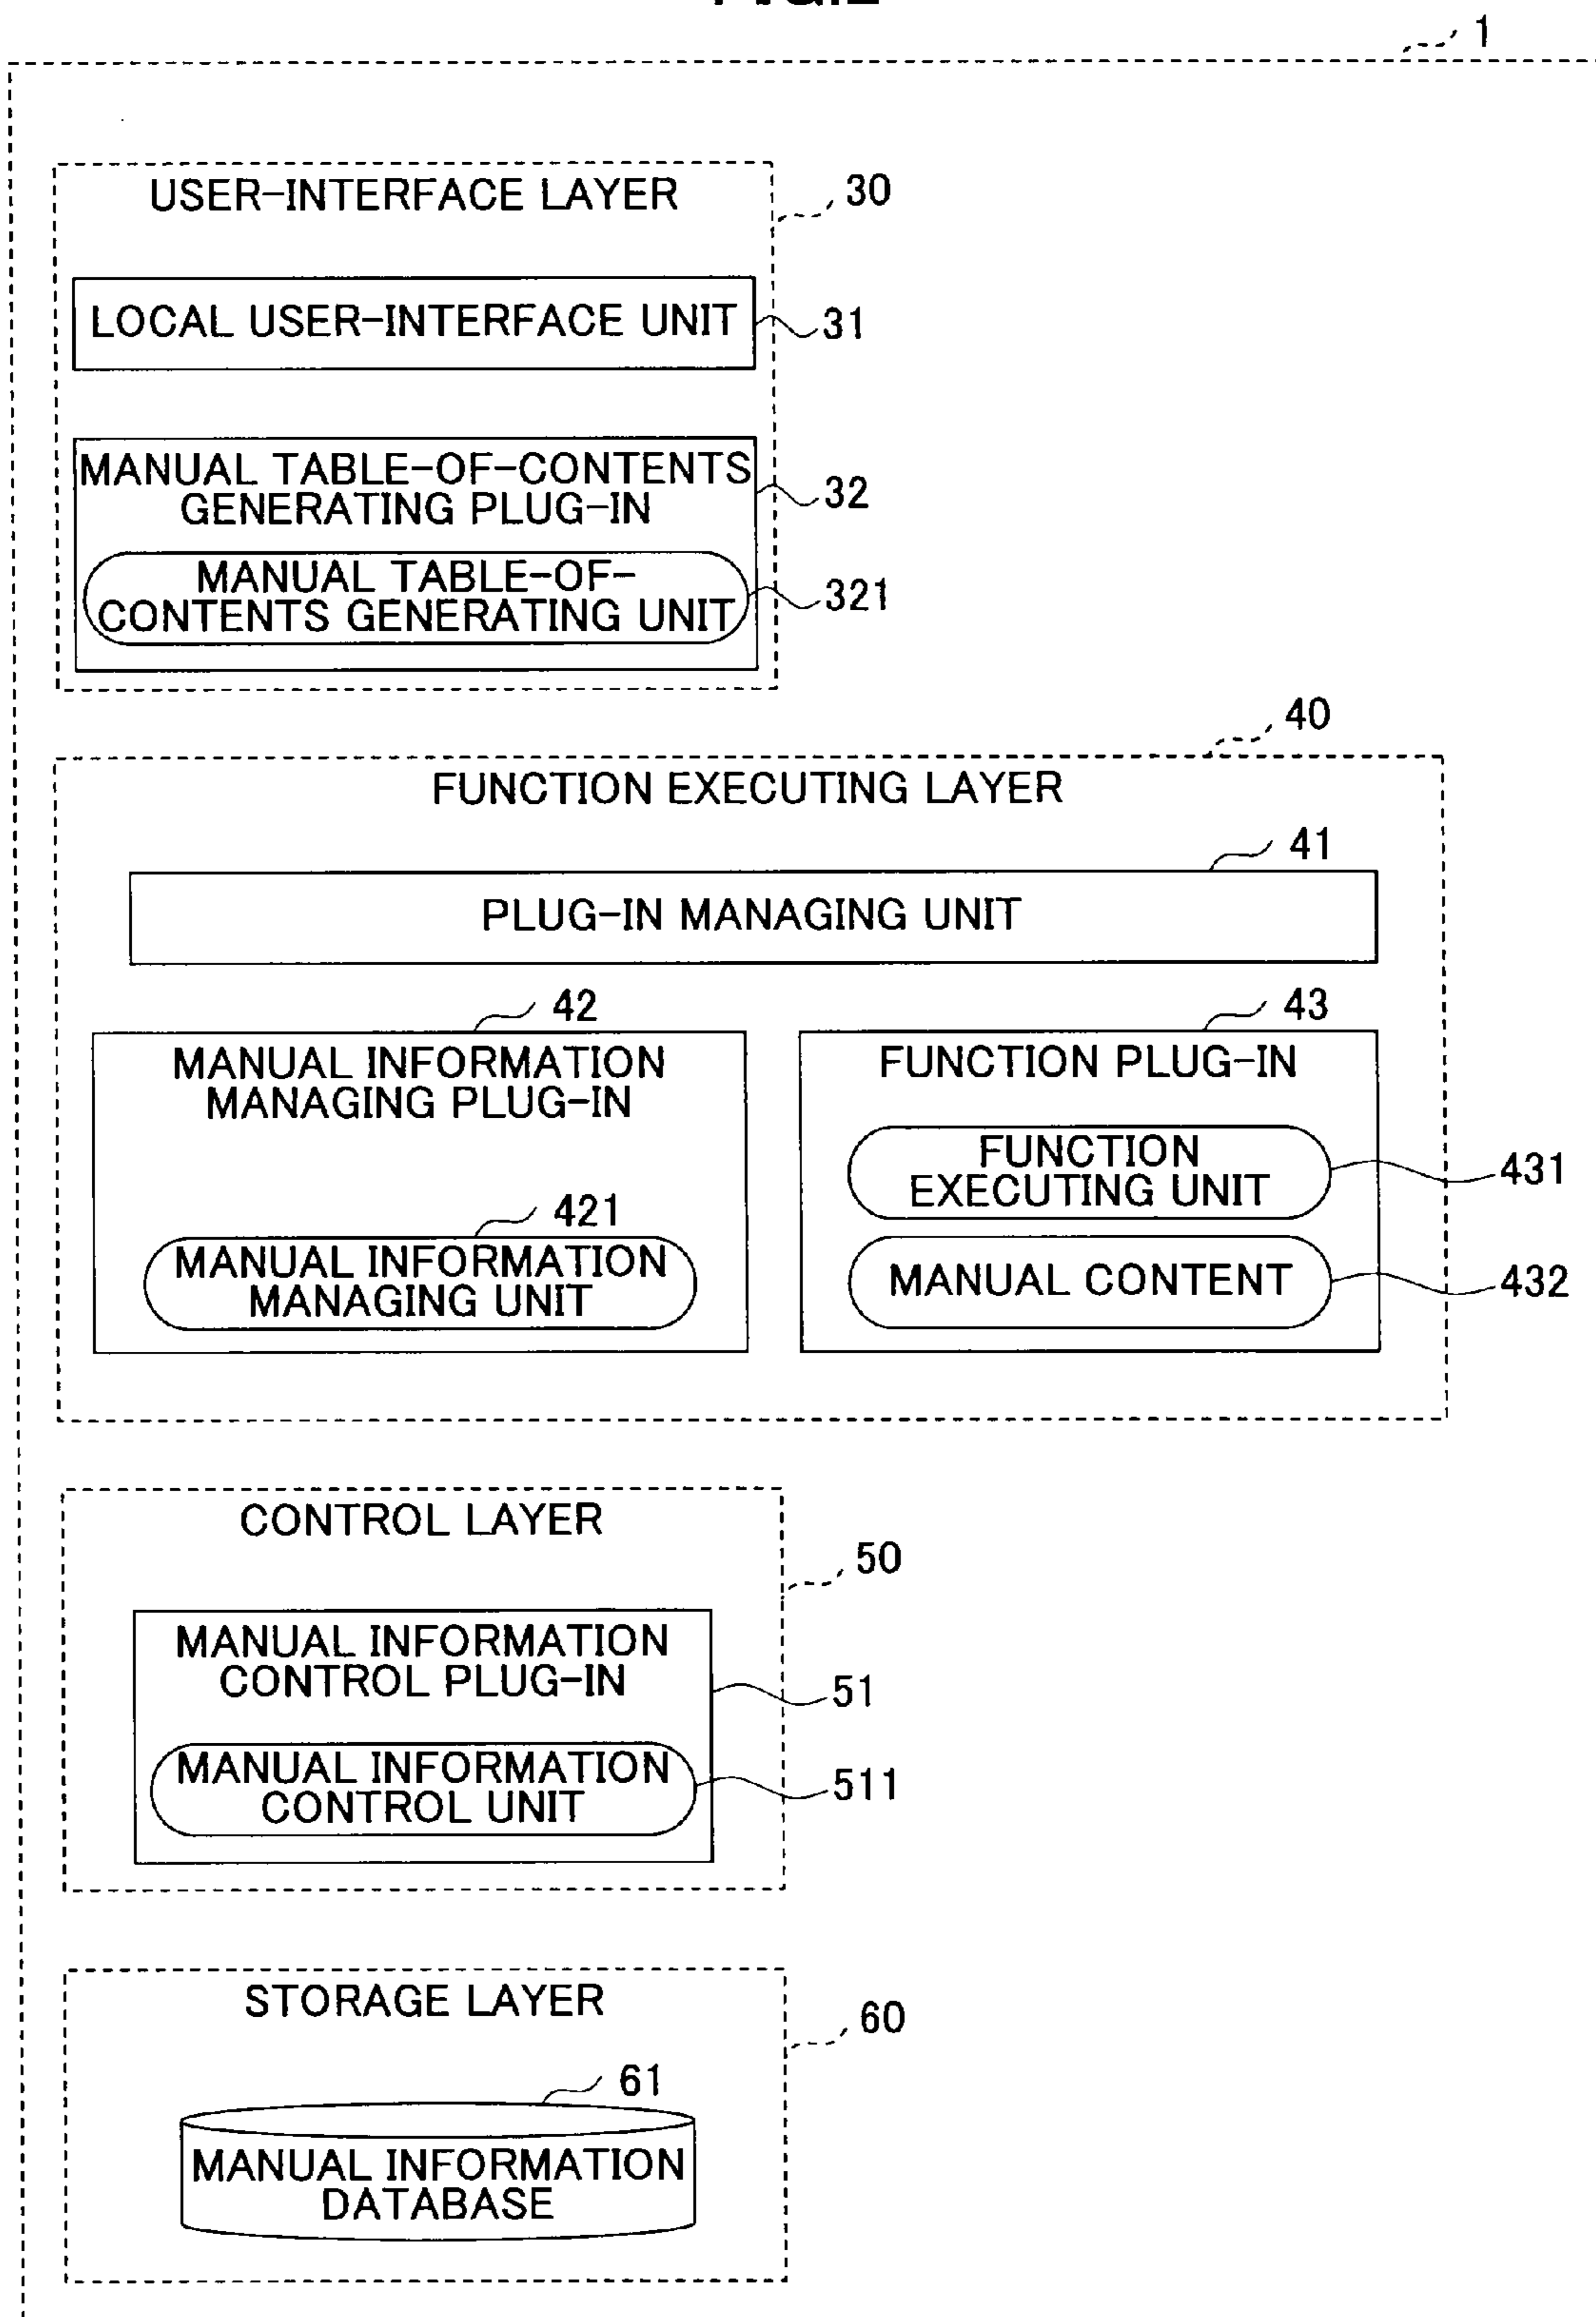 1
USER-INTERFACE LAYER
30
LOCAL USER-INTERFACE UNIT
31
MANUAL TABLE-OF-CONTENTS
GENERATING PLUG-IN
32
MANUAL TABLE-OF-
CONTENTS GENERATING UNIT
321
40
FUNCTION EXECUTING LAYER
41
PLUG-IN MANAGING UNIT
42
MANUAL INFORMATION
MANAGING PLUG-IN
421
MANUAL INFORMATION
MANAGING UNIT
43
FUNCTION PLUG-IN
FUNCTION
EXECUTING UNIT
431
MANUAL CONTENT
432
CONTROL LAYER
50
MANUAL INFORMATION
CONTROL PLUG-IN
51
MANUAL INFORMATION
CONTROL UNIT
511
STORAGE LAYER
60
61
MANUAL INFORMATION
DATABASE